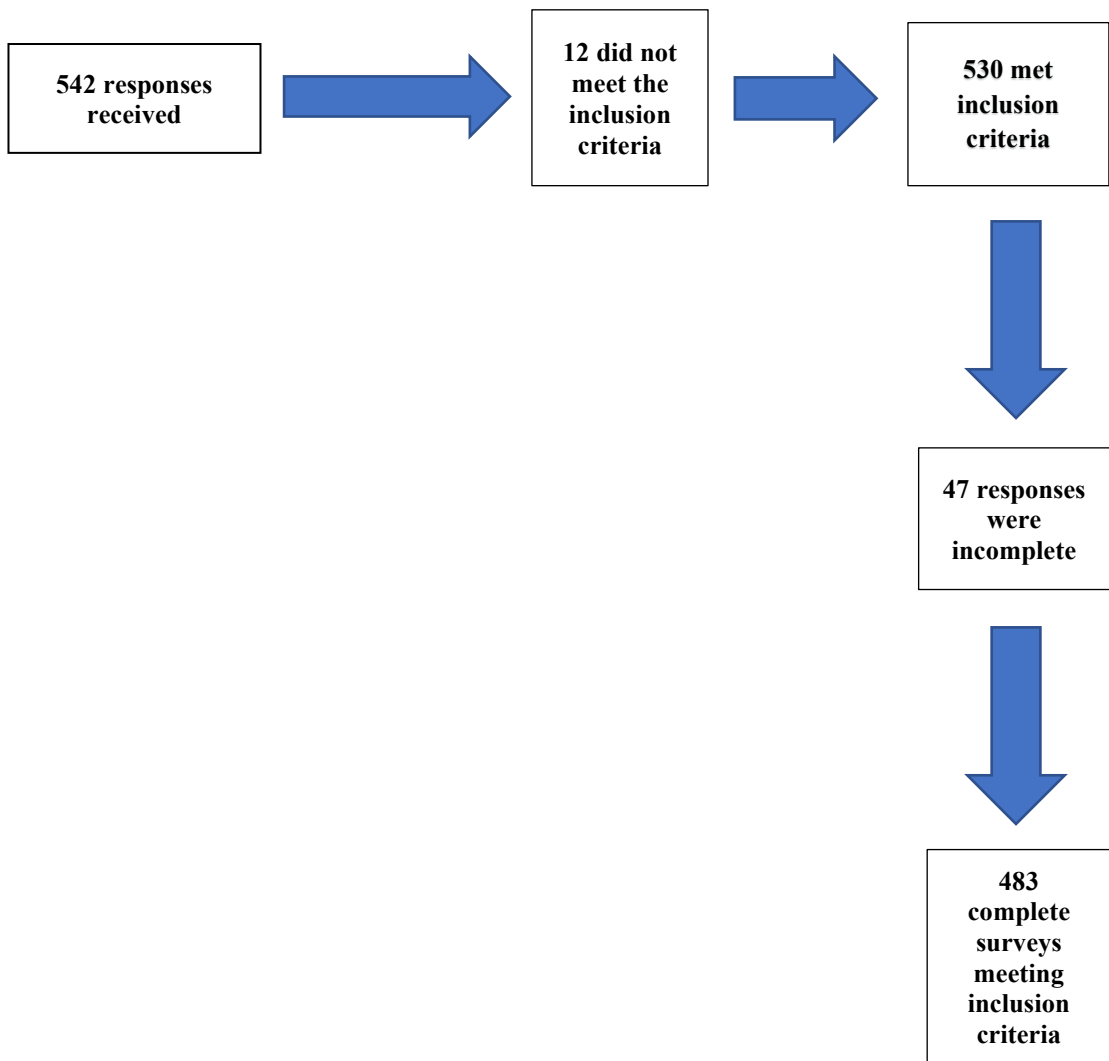 542 responses
received
12 did not
meet the
inclusion
criteria
530 met
inclusion
criteria
47 responses
were
incomplete
483
complete
surveys
meeting
inclusion
criteria